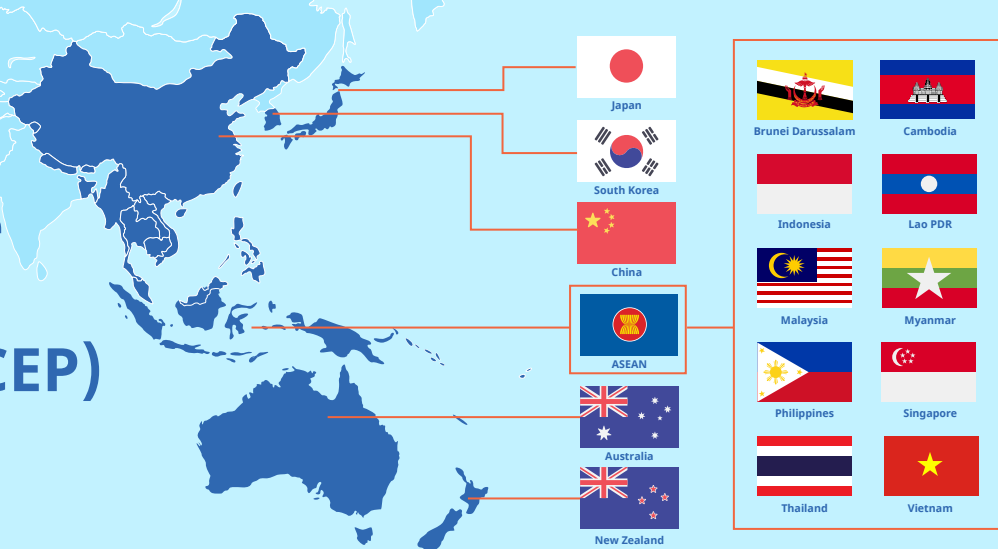 CEP)
Japan
South Korea
China
ASEAN
Australia
New Zealand
Brunei Darussalam
Cambodia
Indonesia
Lao PDR
Malaysia
Myanmar
Philippines
Singapore
Thailand
Vietnam